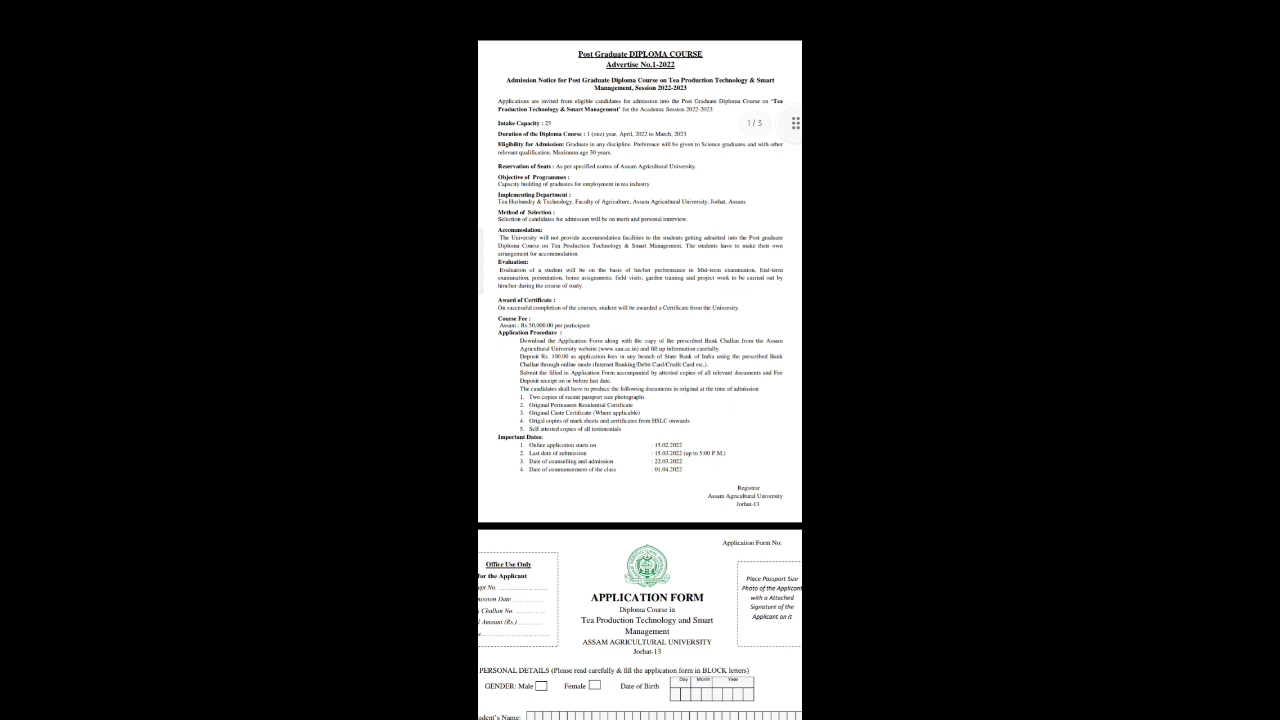 Post Graduate DIPLOMA COURSE
Advertise No.1-2022
Admission Notice for Post Graduate Diploma Course on Tea Production Technology & Smart
Management, Session 2022-2023
Applications are invited from eligible candidates for admission into the Post Graduate Diploma Course on ‘Tea
Production Technology & Smart Management’ for the Academic Session 2022-2023
1 / 3
Intake Capacity : 25
Duration of the Diploma Course : 1 (one) year, April, 2022 to March, 2023
Eligibility for Admission: Graduate in any discipline. Preference will be given to Science graduates and with other
relevant qualification. Maximum age 30 years.
Reservation of Seats : As per specified norms of Assam Agricultural University.
Objective of Programmes :
Capacity building of graduates for employment in tea industry
Implementing Department :
Tea Husbandry & Technology, Faculty of Agriculture, Assam Agricultural University, Jorhat, Assam.
Method of Selection :
Selection of candidates for admission will be on merit and personal interview.
Accommodation:
The University will not provide accommodation facilities to the students getting admitted into the Post graduate
Diploma Course on Tea Production Technology & Smart Management. The students have to make their own
arrangement for accommodation.
Evaluation:
Evaluation of a student will be on the basis of his/her performance in Mid-term examination, End-term
examination, presentation, home assignments, field visits, garden training and project work to be carried out by
him/her during the course of study.
Award of Certificate :
On successful completion of the courses, student will be awarded a Certificate from the University.
Course Fee :
Assam : Rs.50,000.00 per participant
Application Procedure :
Download the Application Form along with the copy of the prescribed Bank Challan from the Assam
Agricultural University website (www.aau.ac.in) and fill up information carefully.
Deposit Rs. 100.00 as application fees in any branch of State Bank of India using the prescribed Bank
Challan through online mode (Internet Banking/Debit Card/Credit Card etc.).
Submit the filled in Application Form accompanied by attested copies of all relevant documents and Fee
Deposit receipt on or before last date.
The candidates shall have to produce the following documents in original at the time of admission
1. Two copies of recent passport size photographs
2. Original Permanent Residential Certificate
3. Original Caste Certificate (Where applicable)
4. Origal copies of mark sheets and certificates from HSLC onwards
5. Self attested copies of all testimonials
Important Dates:
1. Online application starts on : 15.02.2022
2. Last date of submission : 15.03.2022 (up to 5:00 P.M.)
3. Date of counselling and admission : 22.03.2022
4. Date of commencement of the class : 01.04.2022
Registrar
Assam Agricultural University
Jorhat-13
Application Form No:
Office Use Only
for the Applicant
ept No. ........................
mission Date ...............
Challan No. ..............
l Amount (Rs.)...........
e.................................
APPLICATION FORM
Diploma Course in
Tea Production Technology and Smart
Management
ASSAM AGRICULTURAL UNIVERSITY
Jorhat-13
Place Passport Size
Photo of the Applicant
with a Attached
Signature of the
Applicant on it
PERSONAL DETAILS (Please read carefully & fill the application form in BLOCK letters)
GENDER: Male Female Date of Birth Day Month Year
udent’s Name: